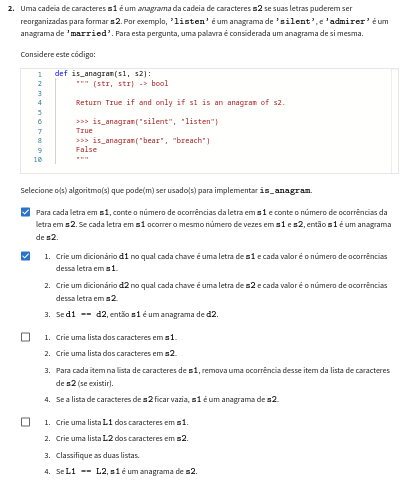 2. Uma cadeia de caracteres s1 é um anagrama da cadeia de caracteres s2 se suas letras puderem ser
reorganizadas para formar s2. Por exemplo, 'listen' é um anagrama de 'silent', e 'admirer' é um
anagrama de 'married'. Para esta pergunta, uma palavra é considerada um anagrama de si mesma.
Considere este código:
1 def is_anagram(s1, s2):
2 """ (str, str) -> bool
3
4 Return True if and only if s1 is an anagram of s2.
5
6 >>> is_anagram("silent", "listen")
7 True
8 >>> is_anagram("bear", "breach")
9 False
10 """
Selecione o(s) algoritmo(s) que pode(m) ser usado(s) para implementar is_anagram.
Para cada letra em s1, conte o número de ocorrências da letra em s1 e conte o número de ocorrências da
letra em s2. Se cada letra em s1 ocorrer o mesmo número de vezes em s1 e s2, então s1 é um anagrama
de s2.
1. Crie um dicionário d1 no qual cada chave é uma letra de s1 e cada valor é o número de ocorrências
dessa letra em s1.
2. Crie um dicionário d2 no qual cada chave é uma letra de s2 e cada valor é o número de ocorrências
dessa letra em s2.
3. Se d1 == d2, então s1 é um anagrama de d2.
1. Crie uma lista dos caracteres em s1.
2. Crie uma lista dos caracteres em s2.
3. Para cada item na lista de caracteres de s1, remova uma ocorrência desse item da lista de caracteres
de s2 (se existir).
4. Se a lista de caracteres de s2 ficar vazia, s1 é um anagrama de s2.
1. Crie uma lista L1 dos caracteres em s1.
2. Crie uma lista L2 dos caracteres em s2.
3. Classifique as duas listas.
4. Se L1 == L2, s1 é um anagrama de s2.